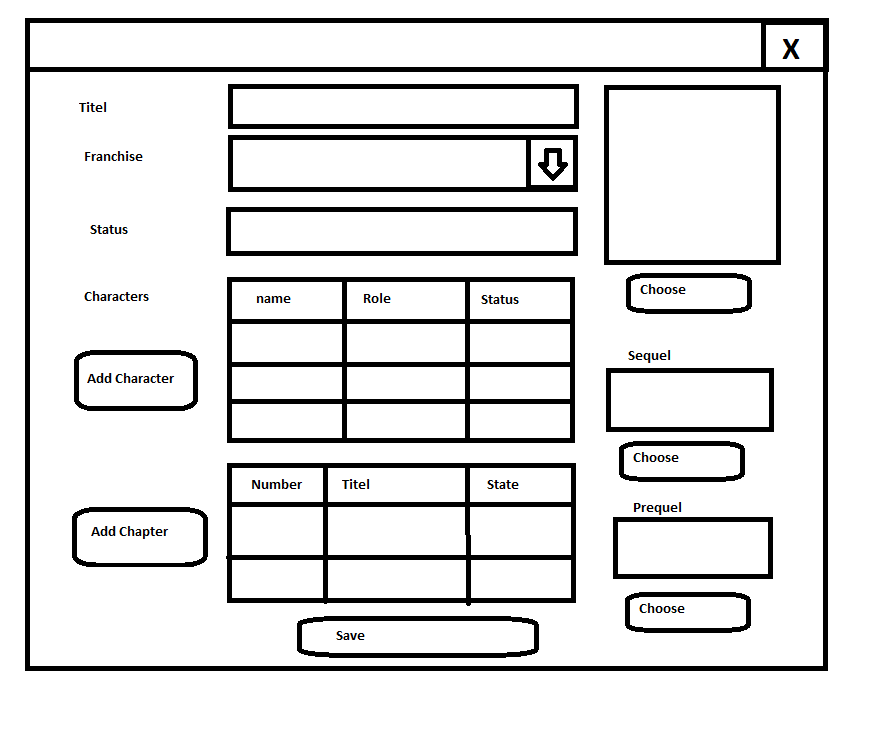 X
Titel
Franchise
Status
Characters
name Role Status
Add Character
Number Titel State
Add Chapter
Save
Choose
Sequel
Choose
Prequel
Choose